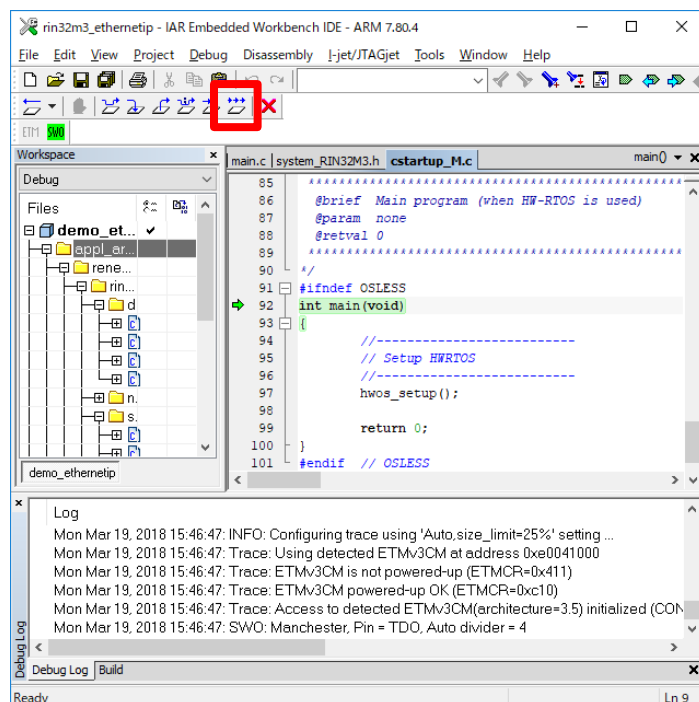 rin32m3_ethernetip - IAR Embedded Workbench IDE - ARM 7.80.4
File Edit View Project Debug Disassembly I-jet/JTAGjet Tools Window Help
ETM SWO
Workspace
Debug
Files
demo_et...
appl_ar...
rene...
rin...
d
n.
s.
demo_ethernetip
main.c system_RIN32M3.h cstartup_M.c main()
85 ************************************************
86 @brief Main program (when HW-RTOS is used)
87 @param none
88 @retval 0
89 ************************************************
90 */
91 #ifndef OSLESS
92 int main(void)
93 {
94 //--------------------------
95 // Setup HWRTOS
96 //--------------------------
97 hwos_setup();
98
99 return 0;
100 }
101 #endif // OSLESS
Log
Mon Mar 19, 2018 15:46:47: INFO: Configuring trace using 'Auto,size_limit=25%' setting ...
Mon Mar 19, 2018 15:46:47: Trace: Using detected ETMv3CM at address 0xe0041000
Mon Mar 19, 2018 15:46:47: Trace: ETMv3CM is not powered-up (ETMCR=0x411)
Mon Mar 19, 2018 15:46:47: Trace: ETMv3CM powered-up OK (ETMCR=0xc10)
Mon Mar 19, 2018 15:46:47: Trace: Access to detected ETMv3CM(architecture=3.5) initialized (CON
Mon Mar 19, 2018 15:46:47: SWO: Manchester, Pin = TDO, Auto divider = 4
Debug Log
Debug Log Build
Ready Ln 9